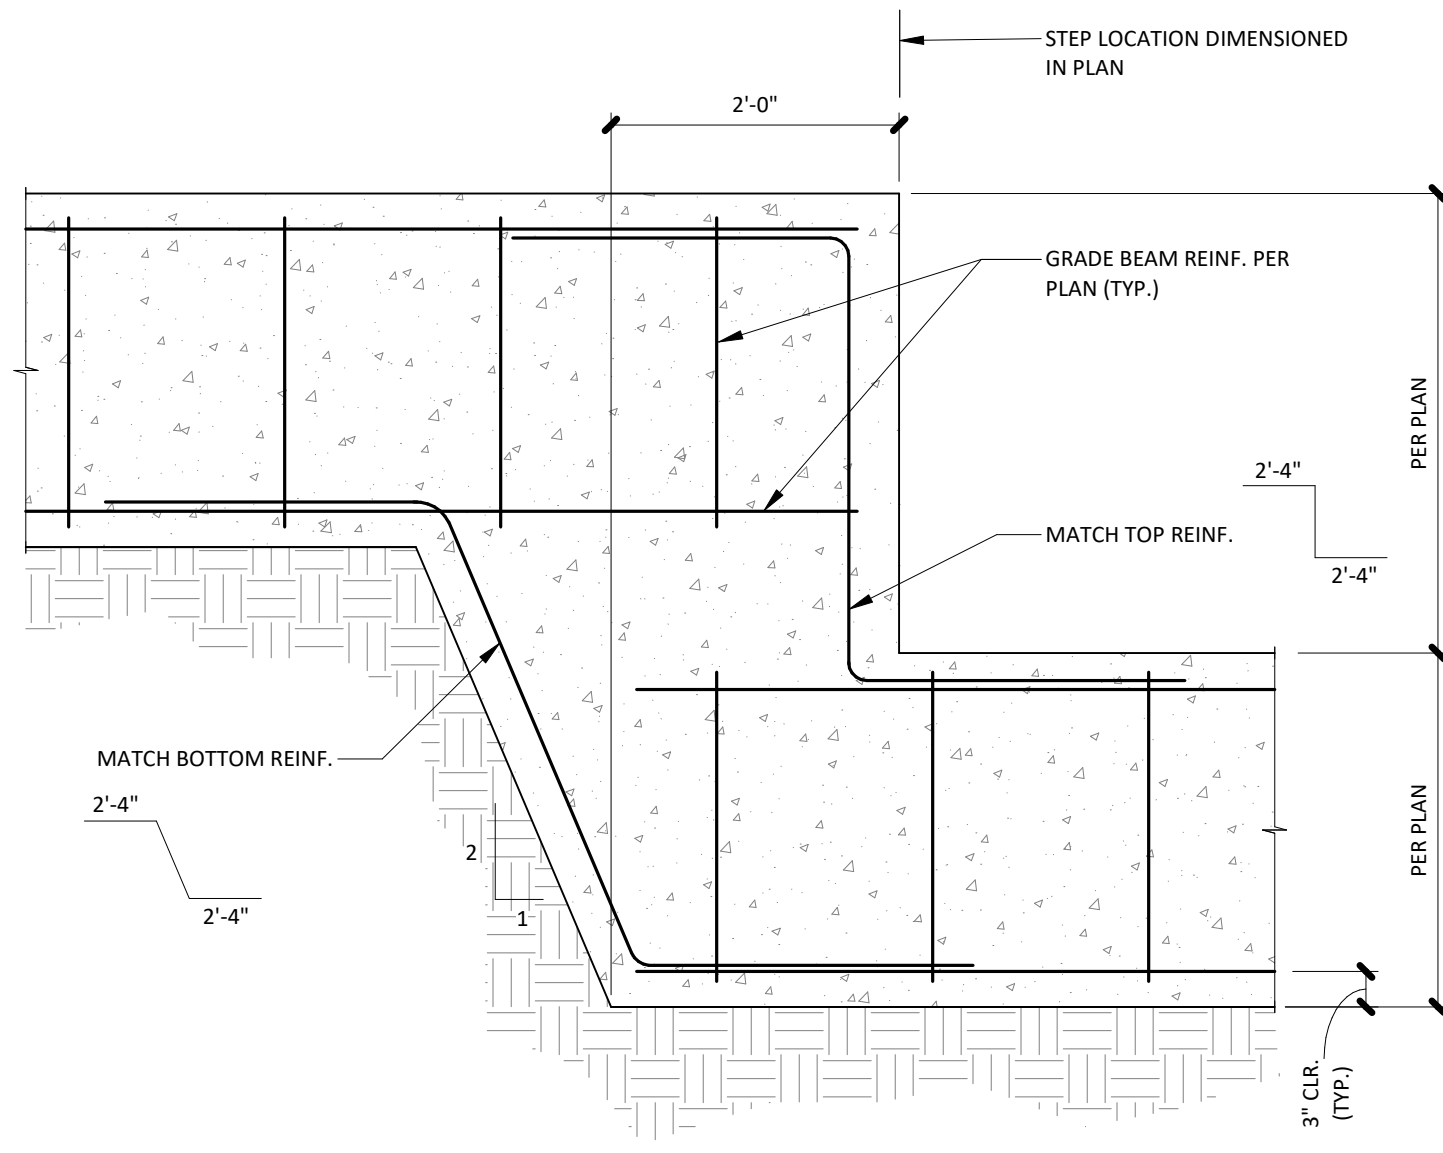 STEP LOCATION DIMENSIONED
IN PLAN
2'-0"
GRADE BEAM REINF. PER
PLAN (TYP.)
PER PLAN
2'-4"
MATCH TOP REINF.
2'-4"
MATCH BOTTOM REINF.
2'-4"
2
1
2'-4"
PER PLAN
3" CLR.
(TYP.)